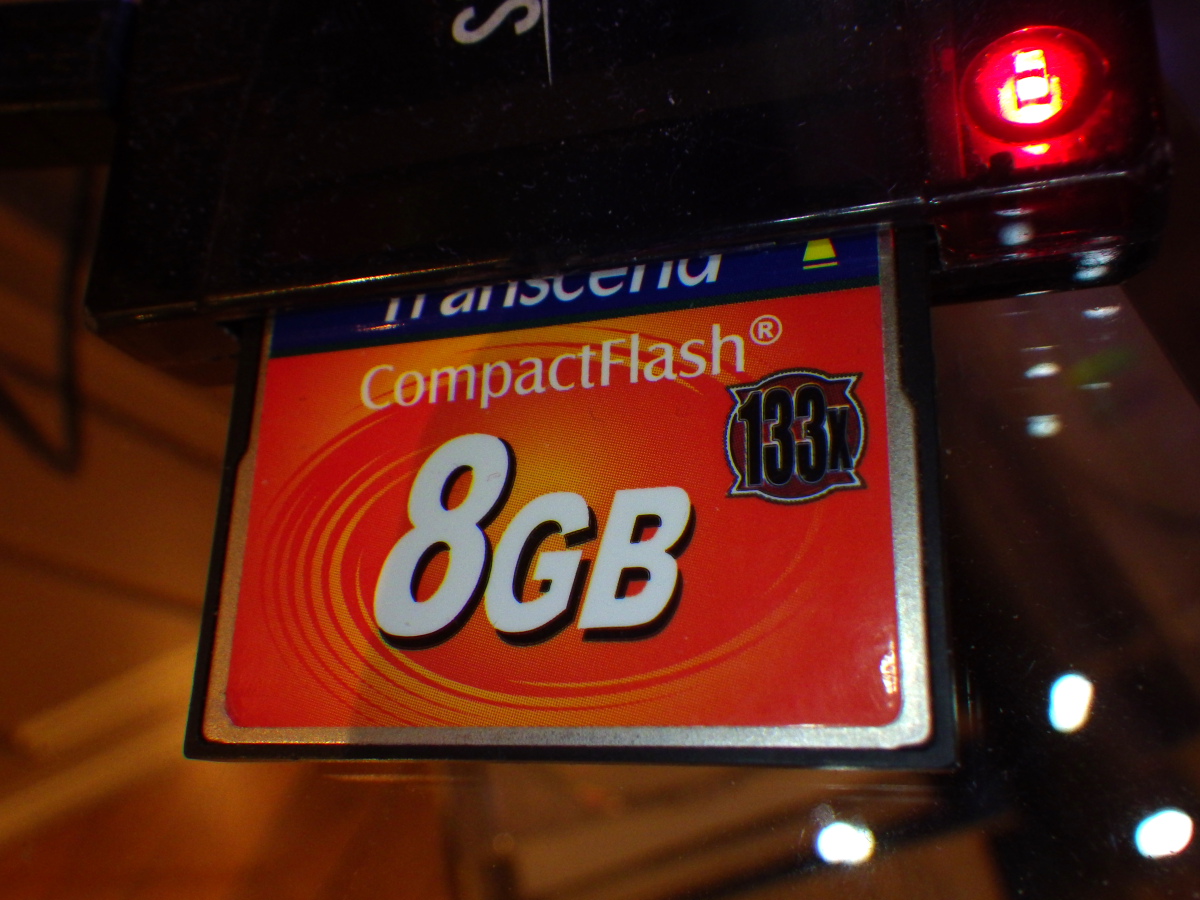 S
Transcend
CompactFlash®
133x
8GB